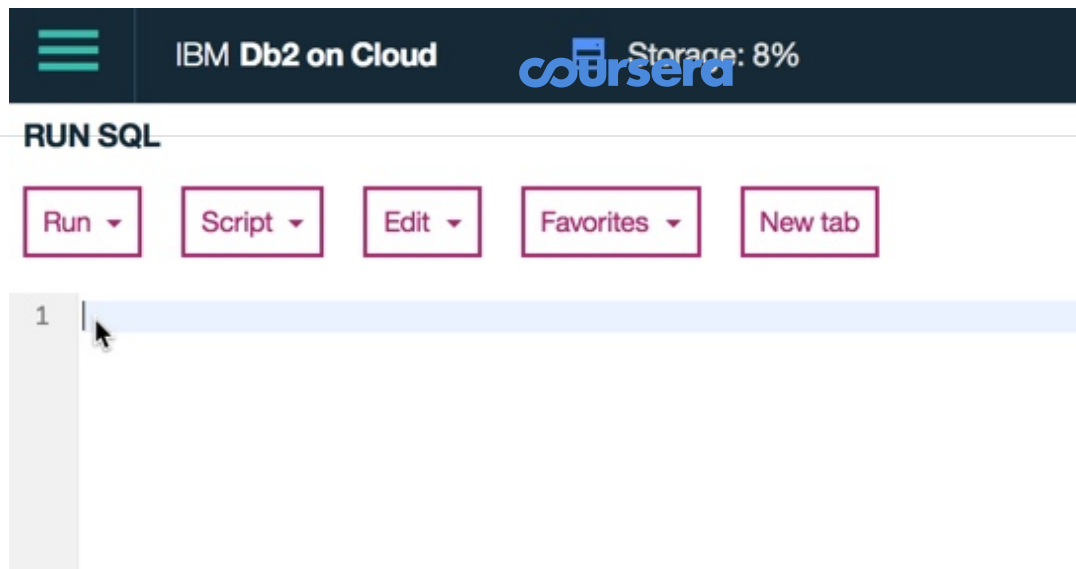 IBM Db2 on Cloud
coursera
Storage: 8%
RUN SQL
Run
Script
Edit
Favorites
New tab
1